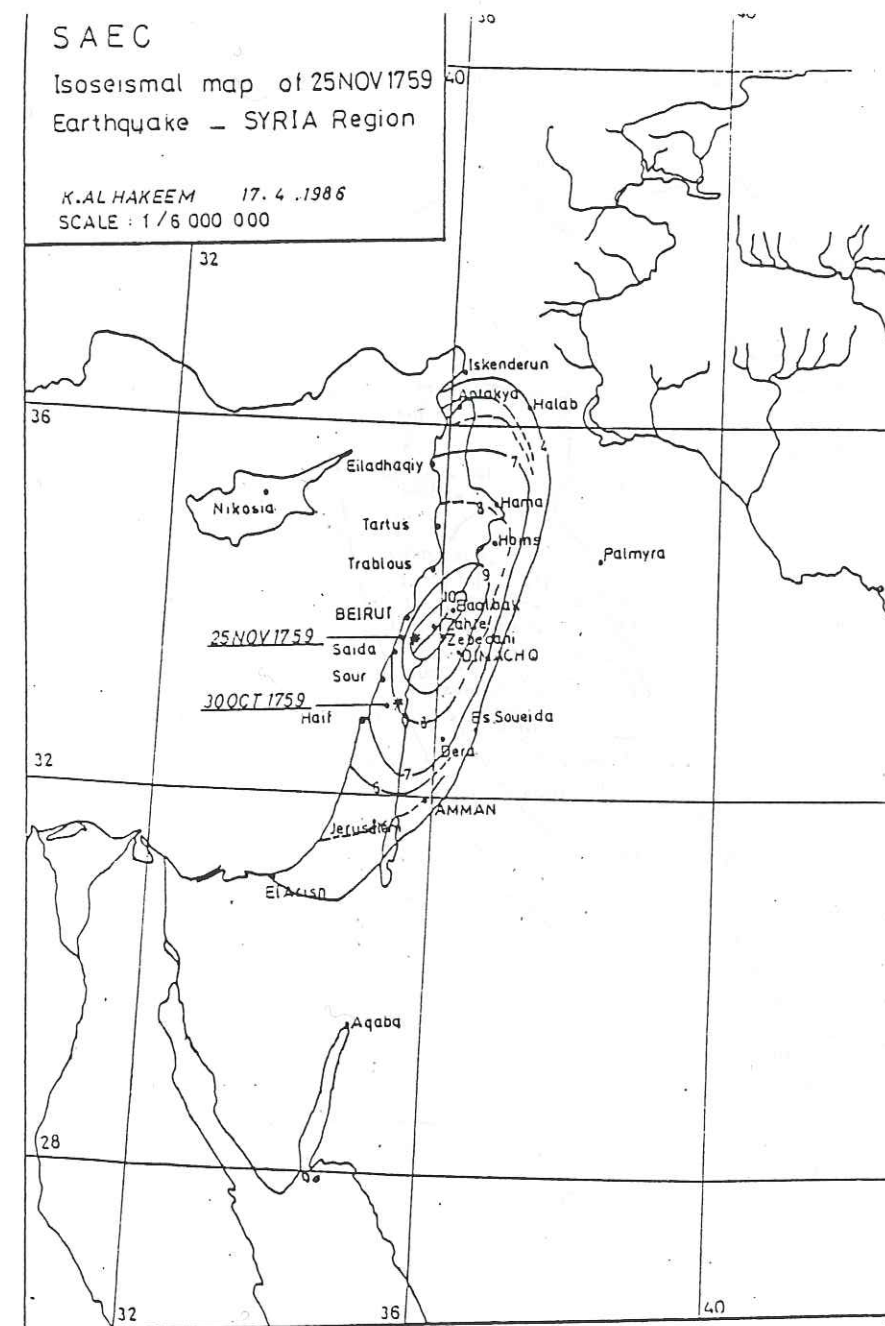 SAEC
Isoseismal map of 25NOV1759
Earthquake _ SYRIA Region
K.AL HAKEEM 17.4.1986
SCALE : 1/6 000 000
40
32
36
Iskenderun
Antakya
Halab
4
7
Eiladhaqiy
Nikosia
Hama
8
Tartus
Homs
Palmyra
Trablous
9
10
BEIRUT
Baalbak
Zahle
25NOV1759
Zebedani
Saida
DIMACHQ
Sour
30OCT1759
Haif
8
Es Soueida
Dera
32
7
AMMAN
El Arish
Aqaba
28
32
36
40